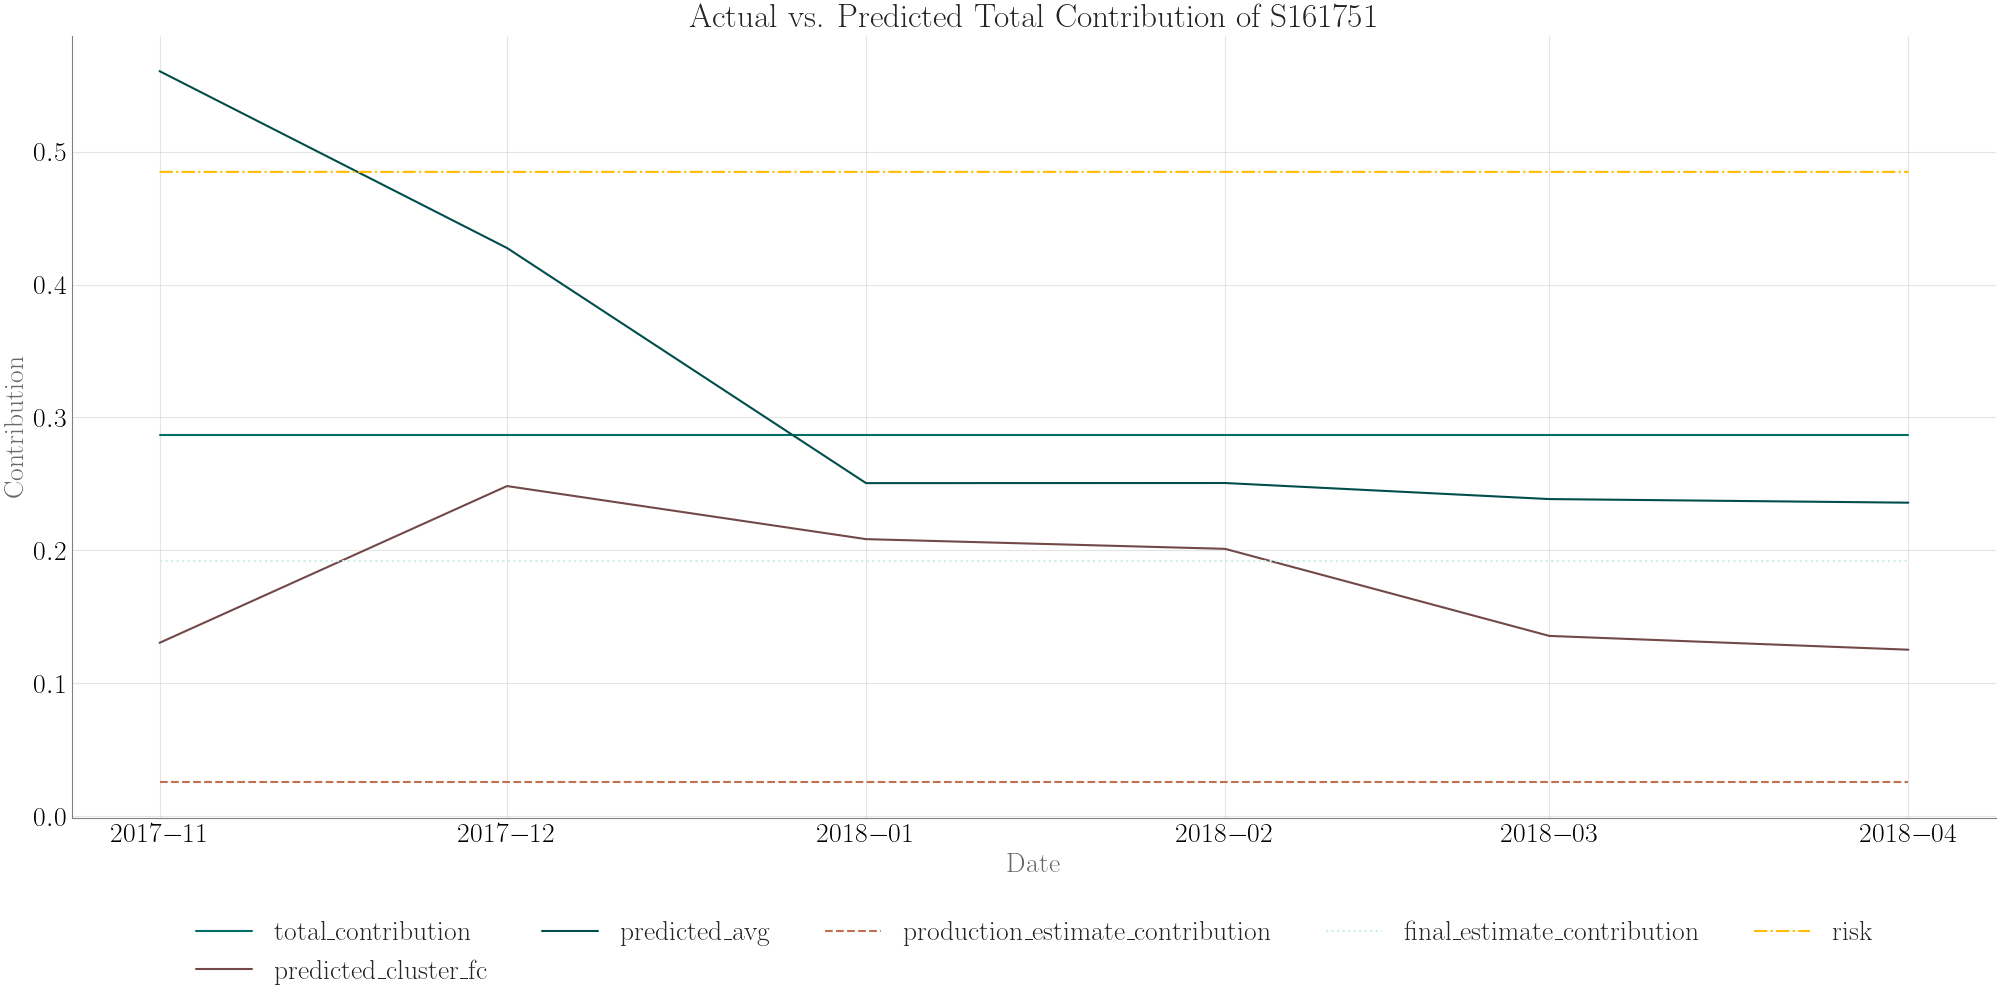 Actual vs. Predicted Total Contribution of S161751
Contribution
0.5
0.4
0.3
0.2
0.1
0.0
2017–11 2017–12 2018–01 2018–02 2018–03 2018–04
Date
total_contribution predicted_avg production_estimate_contribution final_estimate_contribution risk
predicted_cluster_fc